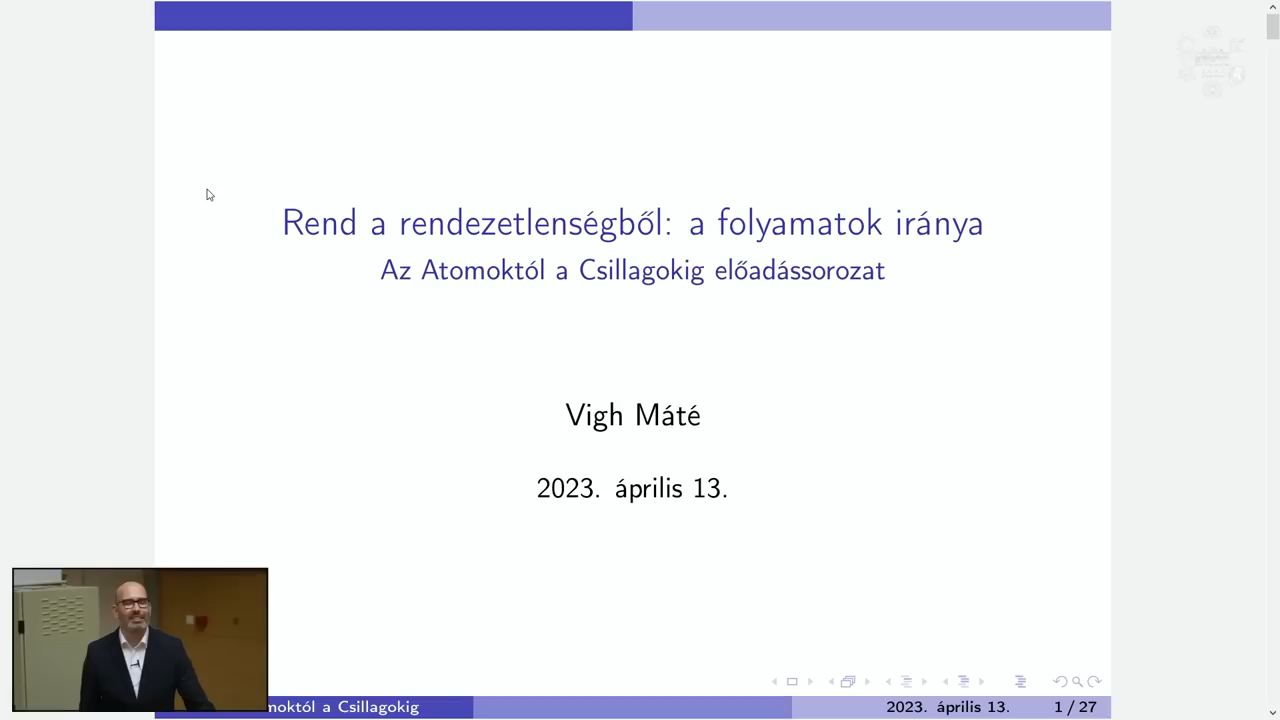 Rend a rendezetlenségből: a folyamatok iránya
Az Atomoktól a Csillagokig előadássorozat
Vigh Máté
2023. április 13.
moktól a Csillagokig
2023. április 13.
1 / 27